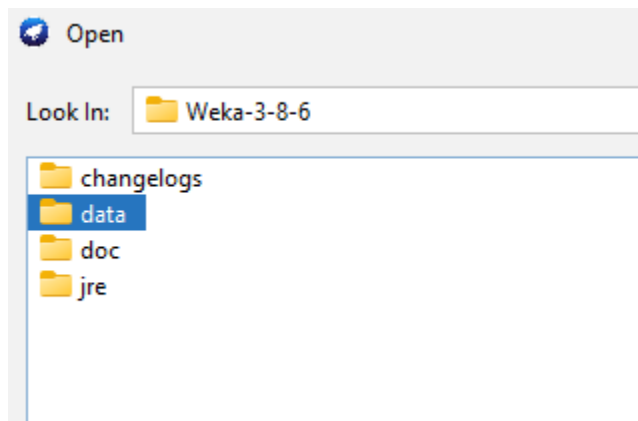 Open
Look In: Weka-3-8-6
changelogs
data
doc
jre